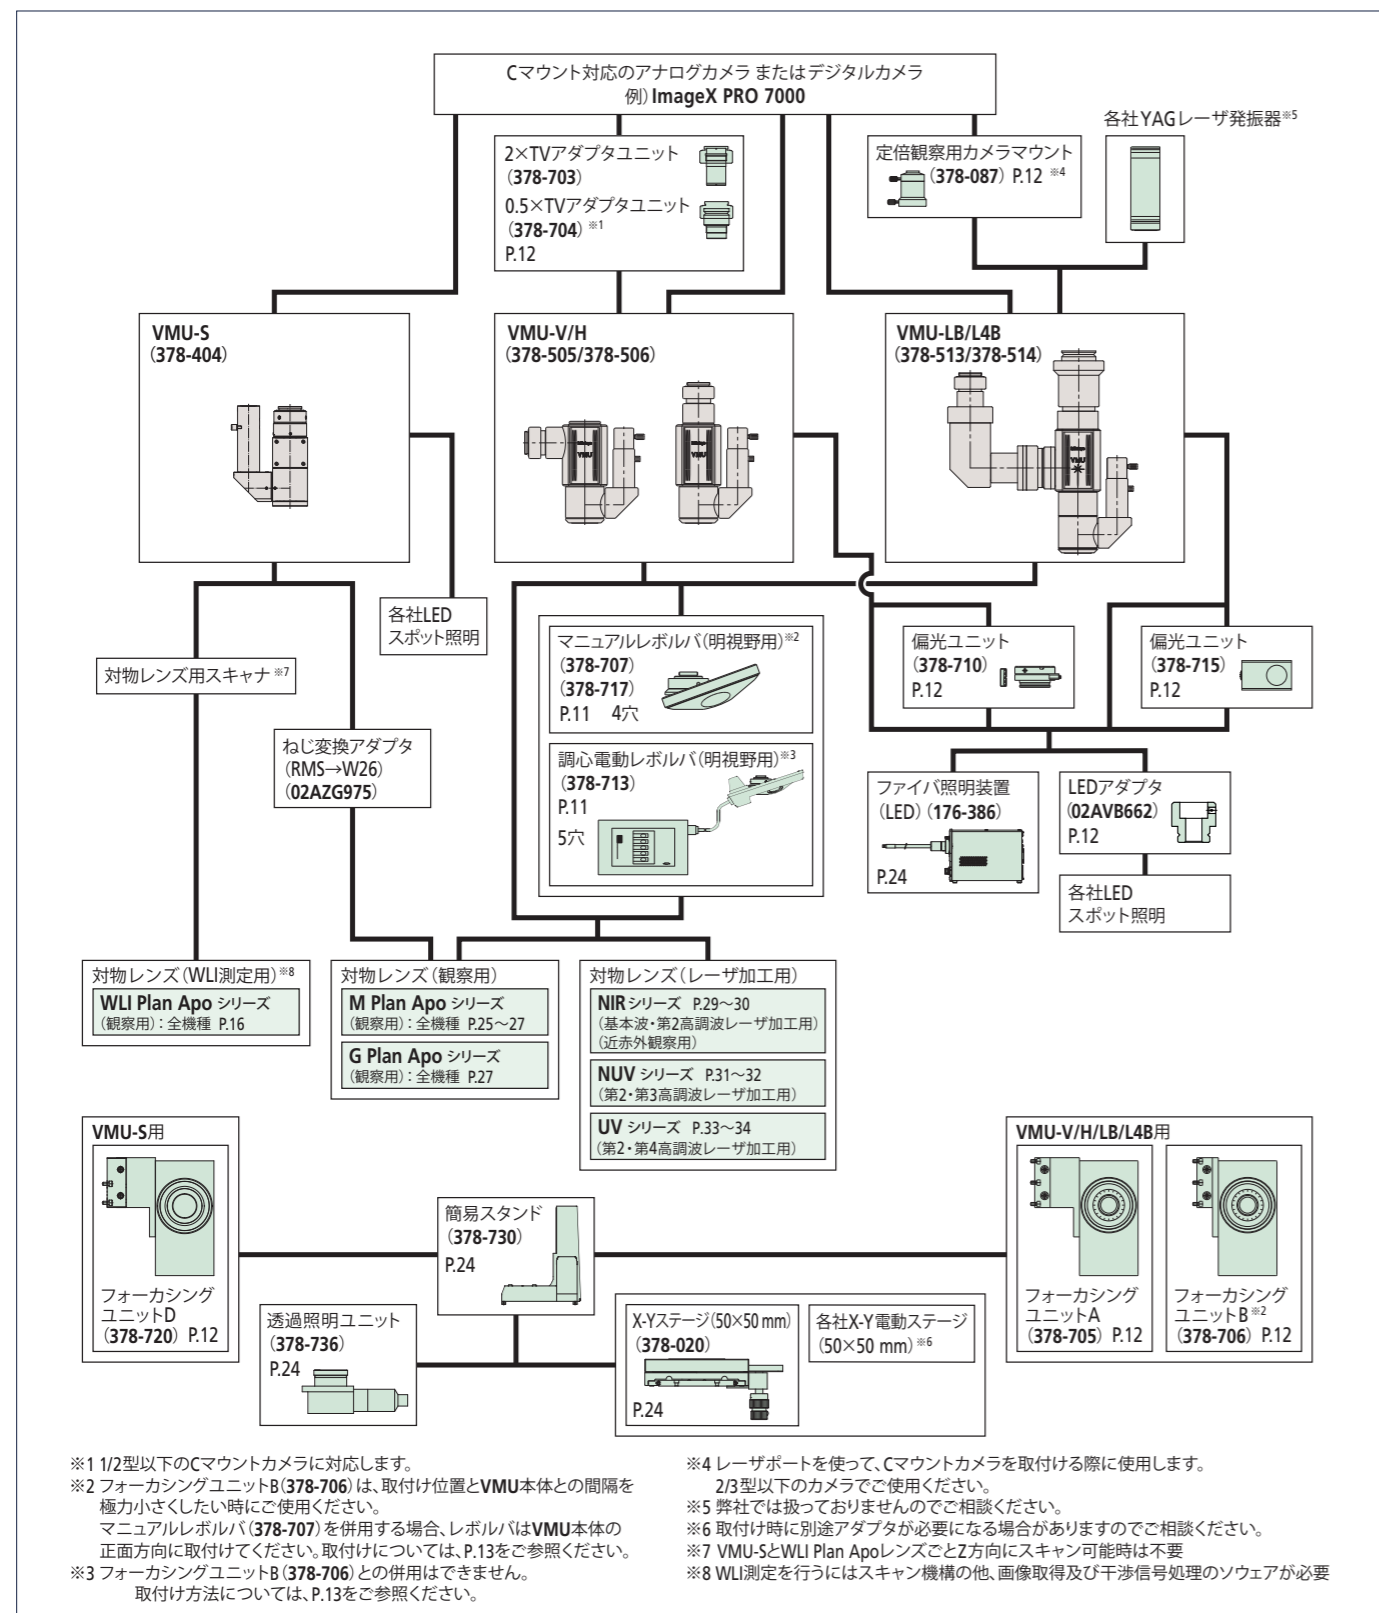 Cマウント対応のアナログカメラ またはデジタルカメラ
例）ImageX PRO 7000
各社YAGレーザ発振器※5
2×TVアダプタユニット
（378-703）
0.5×TVアダプタユニット
（378-704）※1
P.12
定倍観察用カメラマウント
（378-087）P.12 ※4
VMU-S
（378-404）
VMU-V/H
（378-505/378-506）
VMU-LB/L4B
（378-513/378-514）
各社LED
スポット照明
対物レンズ用スキャナ※7
ねじ変換アダプタ
（RMS→W26）
（02AZG975）
マニュアルレボルバ（明視野用）※2
（378-707）
（378-717）
P.11 4穴
調心電動レボルバ（明視野用）※3
（378-713）
P.11
5穴
偏光ユニット
（378-710）
P.12
偏光ユニット
（378-715）
P.12
ファイバ照明装置
（LED）（176-386）
P.24
LEDアダプタ
（02AVB662）
P.12
各社LED
スポット照明
対物レンズ（WLI測定用）※8
WLI Plan Apo シリーズ
（観察用）：全機種 P.16
対物レンズ（観察用）
M Plan Apo シリーズ
（観察用）：全機種 P.25～27
G Plan Apo シリーズ
（観察用）：全機種 P.27
対物レンズ（レーザ加工用）
NIR シリーズ P.29～30
（基本波・第2高調波レーザ加工用）
（近赤外観察用）
NUV シリーズ P.31～32
（第2・第3高調波レーザ加工用）
UV シリーズ P.33～34
（第2・第4高調波レーザ加工用）
VMU-S用
フォーカシング
ユニットD
（378-720）P.12
簡易スタンド
（378-730）
P.24
VMU-V/H/LB/L4B用
フォーカシング
ユニットA
（378-705）P.12
フォーカシング
ユニットB※2
（378-706）P.12
透過照明ユニット
（378-736）
P.24
X-Yステージ（50×50 mm）
（378-020）
P.24
各社X-Y電動ステージ
（50×50 mm）※6
※1 1/2型以下のCマウントカメラに対応します。
※2 フォーカシングユニットB（378-706）は、取付け位置とVMU本体との間隔を
極力小さくしたい時にご使用ください。
マニュアルレボルバ（378-707）を併用する場合、レボルバはVMU本体の
正面方向に取付けてください。取付けについては、P.13をご参照ください。
※3 フォーカシングユニットB（378-706）との併用はできません。
取付け方法については、P.13をご参照ください。
※4 レーザポートを使って、Cマウントカメラを取付ける際に使用します。
2/3型以下のカメラでご使用ください。
※5 弊社では扱っておりませんのでご相談ください。
※6 取付け時に別途アダプタが必要になる場合がありますのでご相談ください。
※7 VMU-SとWLI Plan ApoレンズごとZ方向にスキャン可能時は不要
※8 WLI測定を行うにはスキャン機構の他、画像取得及び干渉信号処理のソウェアが必要